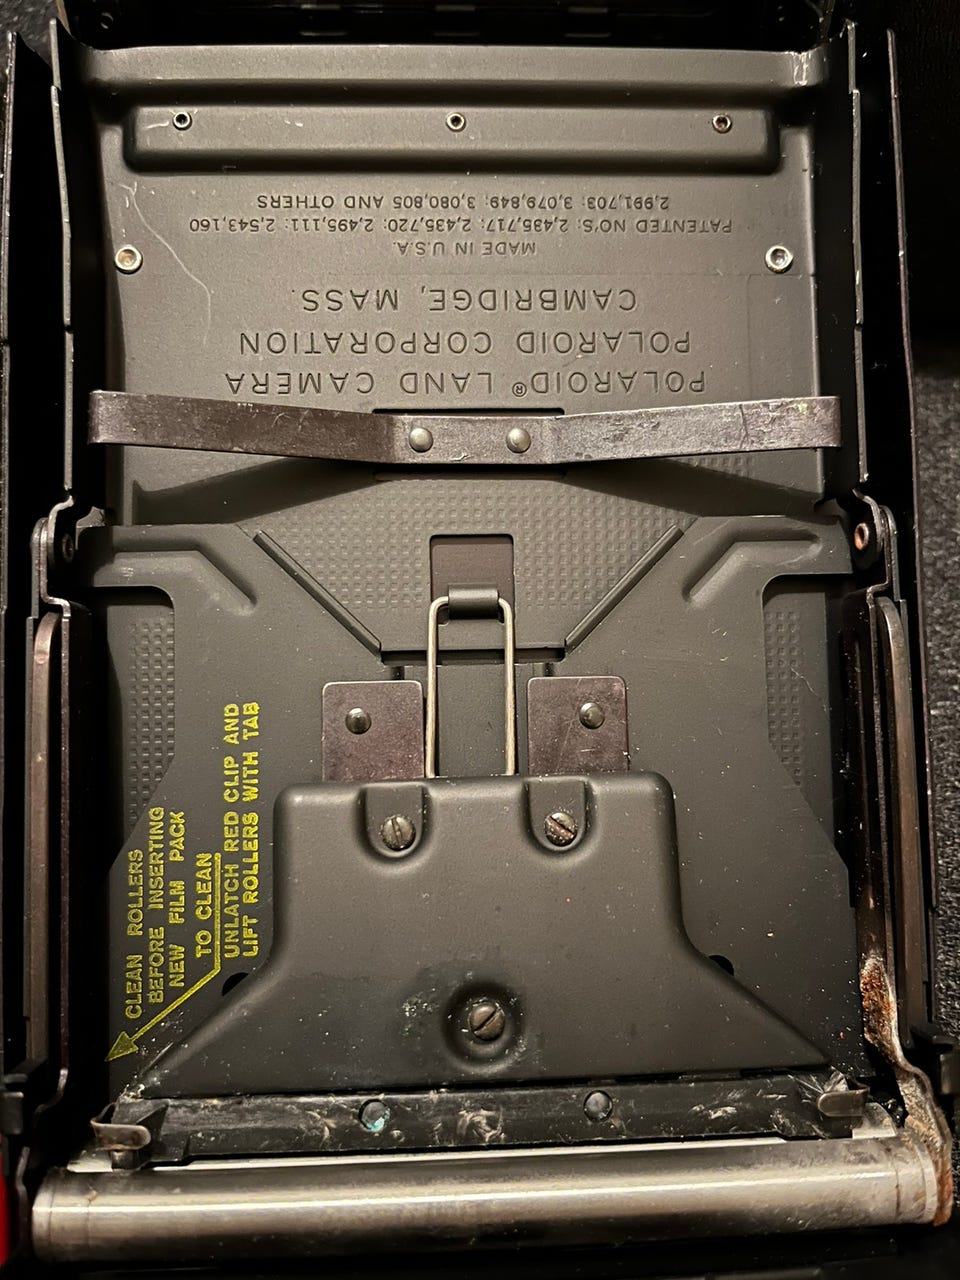 POLAROID® LAND CAMERA
POLAROID CORPORATION
CAMBRIDGE, MASS.
MADE IN U.S.A.
PATENTED NO'S: 2,435,717: 2,435,720: 2,495,111: 2,543,160
2,991,703: 3,079,849: 3,080,805 AND OTHERS
CLEAN ROLLERS
BEFORE INSERTING
NEW FILM PACK
TO CLEAN
UNLATCH RED CLIP AND
LIFT ROLLERS WITH TAB